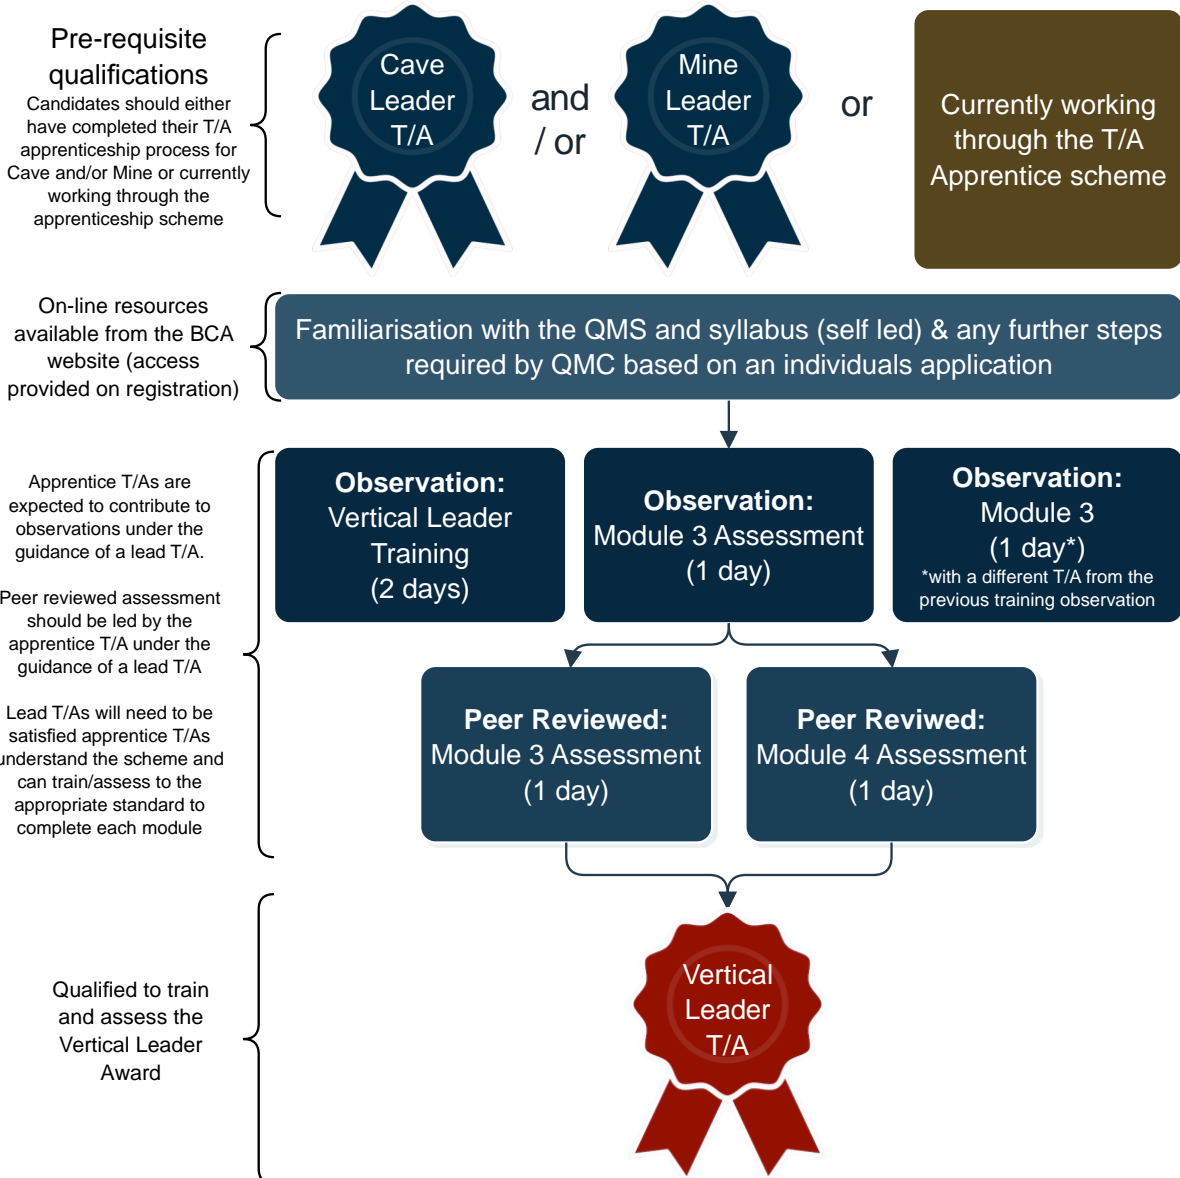 Pre-requisite
qualifications
Candidates should either
have completed their T/A
apprenticeship process for
Cave and/or Mine or currently
working through the
apprenticeship scheme
Cave
Leader
T/A
and
/ or
Mine
Leader
T/A
or
Currently working
through the T/A
Apprentice scheme
On-line resources
available from the BCA
website (access
provided on registration)
Familiarisation with the QMS and syllabus (self led) & any further steps
required by QMC based on an individuals application
Apprentice T/As are
expected to contribute to
observations under the
guidance of a lead T/A.
Peer reviewed assessment
should be led by the
apprentice T/A under the
guidance of a lead T/A
Lead T/As will need to be
satisfied apprentice T/As
understand the scheme and
can train/assess to the
appropriate standard to
complete each module
Observation:
Vertical Leader
Training
(2 days)
Observation:
Module 3 Assessment
(1 day)
Observation:
Module 3
(1 day*)
*with a different T/A from the
previous training observation
Peer Reviewed:
Module 3 Assessment
(1 day)
Peer Reviwed:
Module 4 Assessment
(1 day)
Qualified to train
and assess the
Vertical Leader
Award
Vertical
Leader
T/A